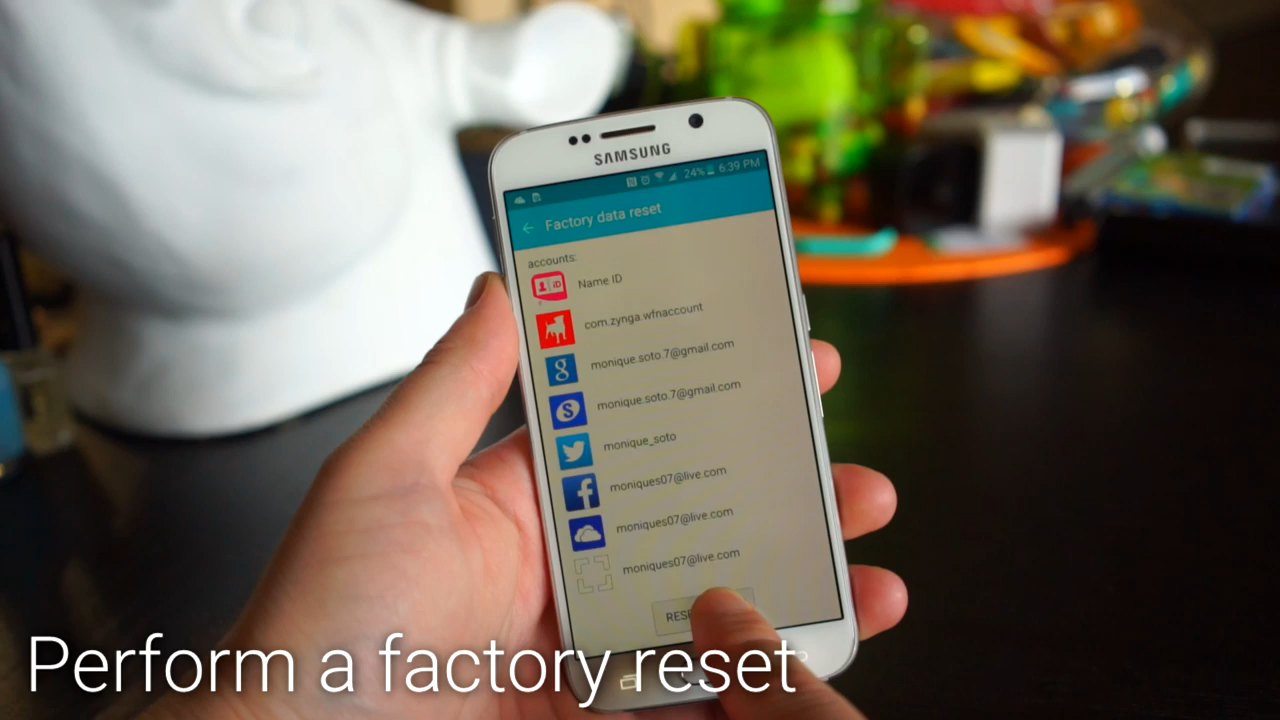 SAMSUNG
24% 6:39 PM
Factory data reset
accounts:
Name ID
com.zynga.wfnaccount
monique.soto.7@gmail.com
monique.soto.7@gmail.com
monique_soto
moniques07@live.com
moniques07@live.com
moniques07@live.com
Perform a factory reset